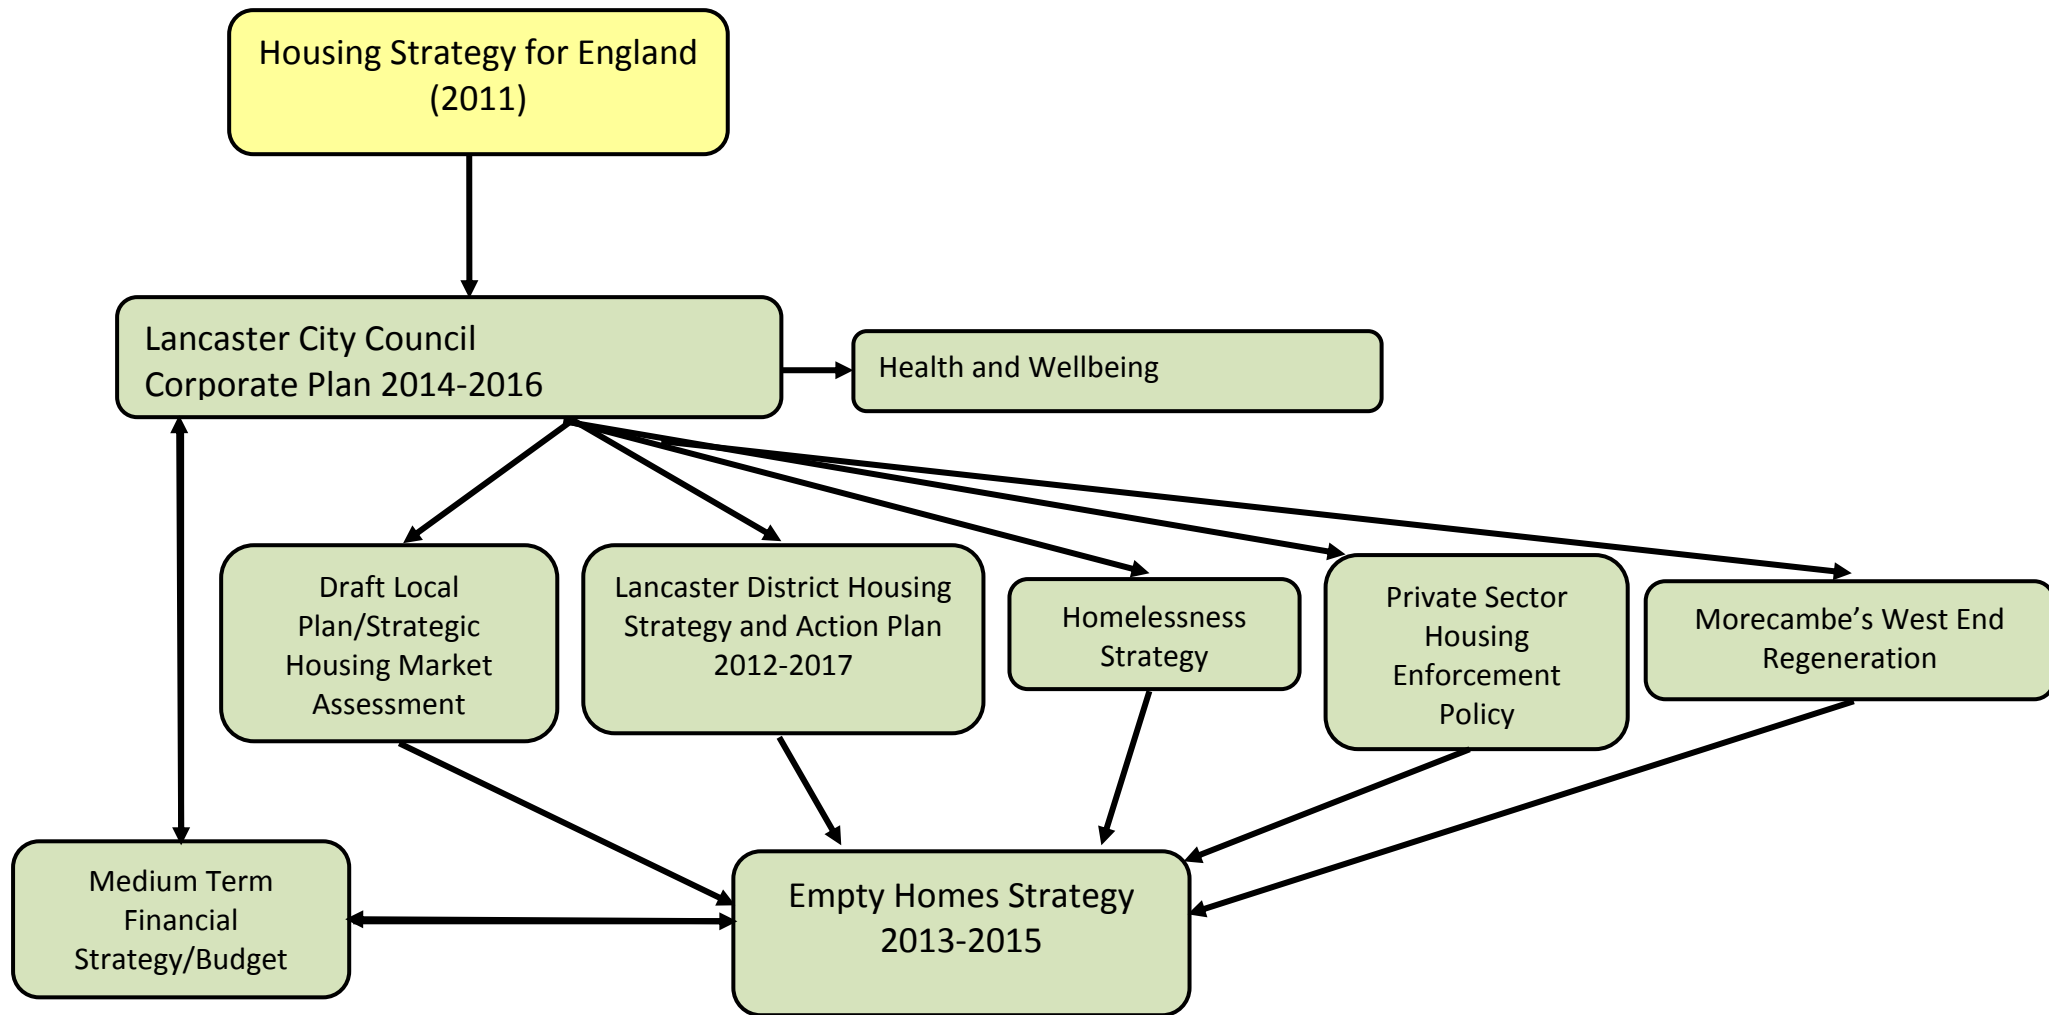 Housing Strategy for England
(2011)
Lancaster City Council
Corporate Plan 2014-2016
Health and Wellbeing
Draft Local
Plan/Strategic
Housing Market
Assessment
Lancaster District Housing
Strategy and Action Plan
2012-2017
Homelessness
Strategy
Private Sector
Housing
Enforcement
Policy
Morecambe’s West End
Regeneration
Medium Term
Financial
Strategy/Budget
Empty Homes Strategy
2013-2015